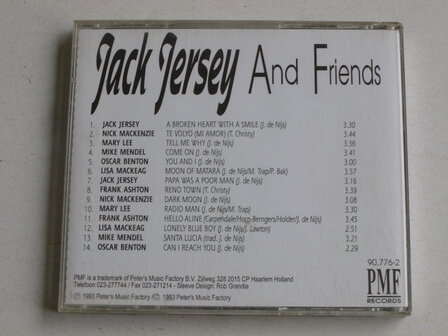 Jack Jersey And Friends
1. JACK JERSEY A BROKEN HEART WITH A SMILE (J. de Nijs) 3.30
2. NICK MACKENZIE TE VOLYO (MI AMOR) (T. Christy) 3.44
3. MARY LEE TELL ME WHY (J. de Nijs) 3.56
4. MIKE MENDEL COME ON (J. de Nijs) 3.41
5. OSCAR BENTON YOU AND I (J. de Nijs) 3.00
6. LISA MACKEAG MOON OF MATARA (J. de Nijs/M. Trap/P. Bak) 3.57
7. JACK JERSEY PAPA WAS A POOR MAN (J. de Nijs) 3.16
8. FRANK ASHTON RENO TOWN (T. Christy) 3.39
9. NICK MACKENZIE DARK MOON (J. de Nijs) 3.08
10. MARY LEE RADIO MAN (J. de Nijs/M. Trap) 3.30
11. FRANK ASHTON HELLO ALINE (Carpendale/Horn-Berngers/Holder/J. de Nijs) 3.45
12. LISA MACKEAG LONELY BLUE BOY (J. de Nijs/J. Lawton) 3.51
13. MIKE MENDEL SANTA LUCIA (trad. J. de Nijs) 3.21
14. OSCAR BENTON CAN I REACH YOU (J. de Nijs) 2.29
90.776-2
PMF is a trademark of Peter's Music Factory B.V. Zijlweg 328 2015 CP Haarlem Holland
Telefoon 023-277744 / Fax 023-271214 - Sleeve Design: Rob Grandia
Ⓟ 1993 Peter's Music Factory/Ⓒ 1993 Peter's Music Factory
PMF
RECORDS